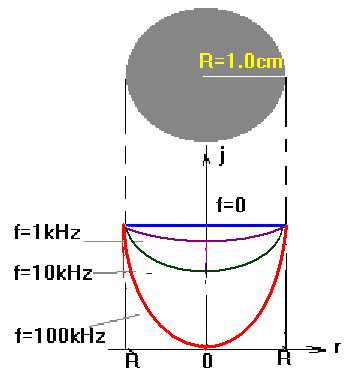 R=1.0cm
j
f=0
f=1kHz
f=10kHz
f=100kHz
R 0 R r